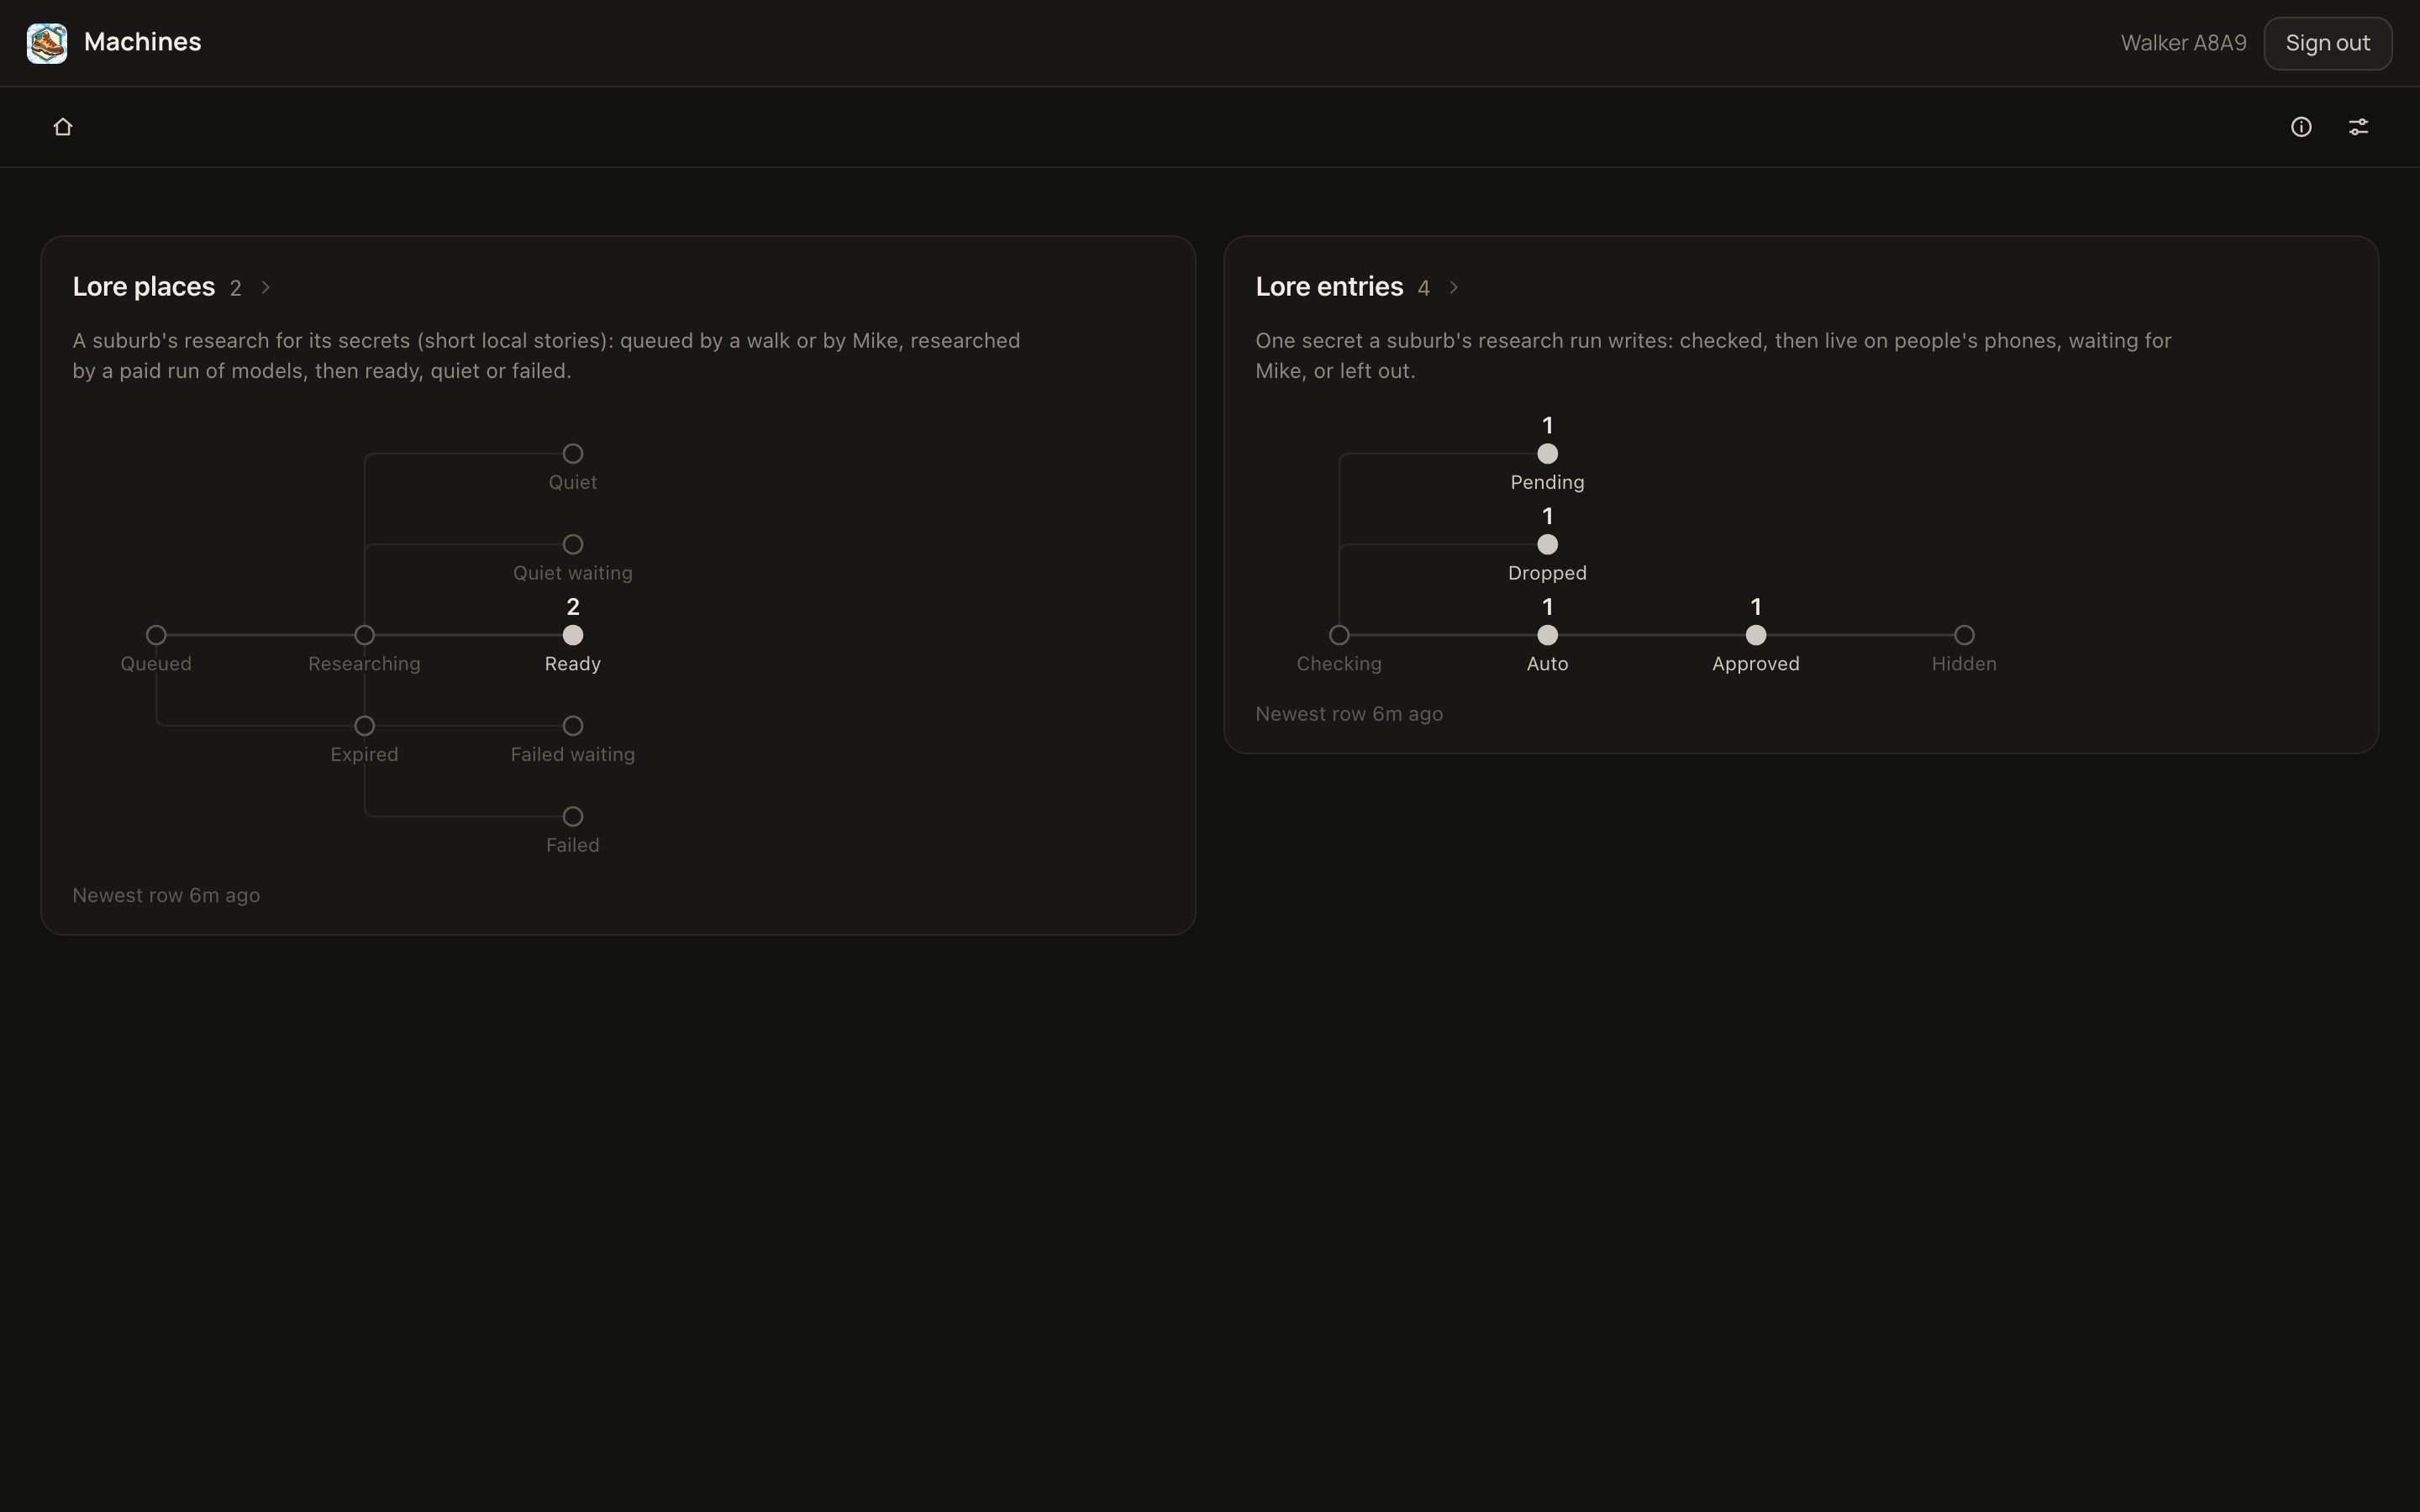 Machines
Walker A8A9
Sign out
Lore places 2
A suburb's research for its secrets (short local stories): queued by a walk or by Mike, researched
by a paid run of models, then ready, quiet or failed.
Quiet
Quiet waiting
2
Queued
Researching
Ready
Expired
Failed waiting
Failed
Newest row 6m ago
Lore entries 4
One secret a suburb's research run writes: checked, then live on people's phones, waiting for
Mike, or left out.
1
Pending
1
Dropped
1
1
Checking
Auto
Approved
Hidden
Newest row 6m ago